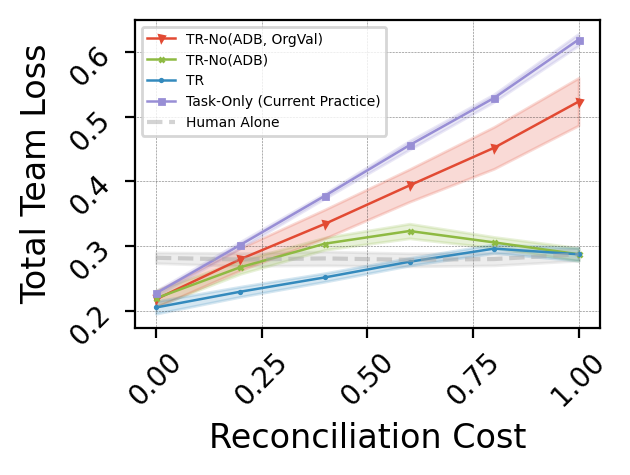 TR-No(ADB, OrgVal)
TR-No(ADB)
TR
Task-Only (Current Practice)
Human Alone
Total Team Loss
0.6
0.5
0.4
0.3
0.2
0.00
0.25
0.50
0.75
1.00
Reconciliation Cost